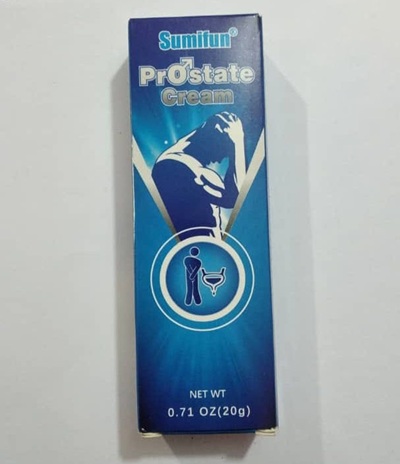 Sumifun®
Prostate
Cream
NET WT
0.71 OZ(20g)